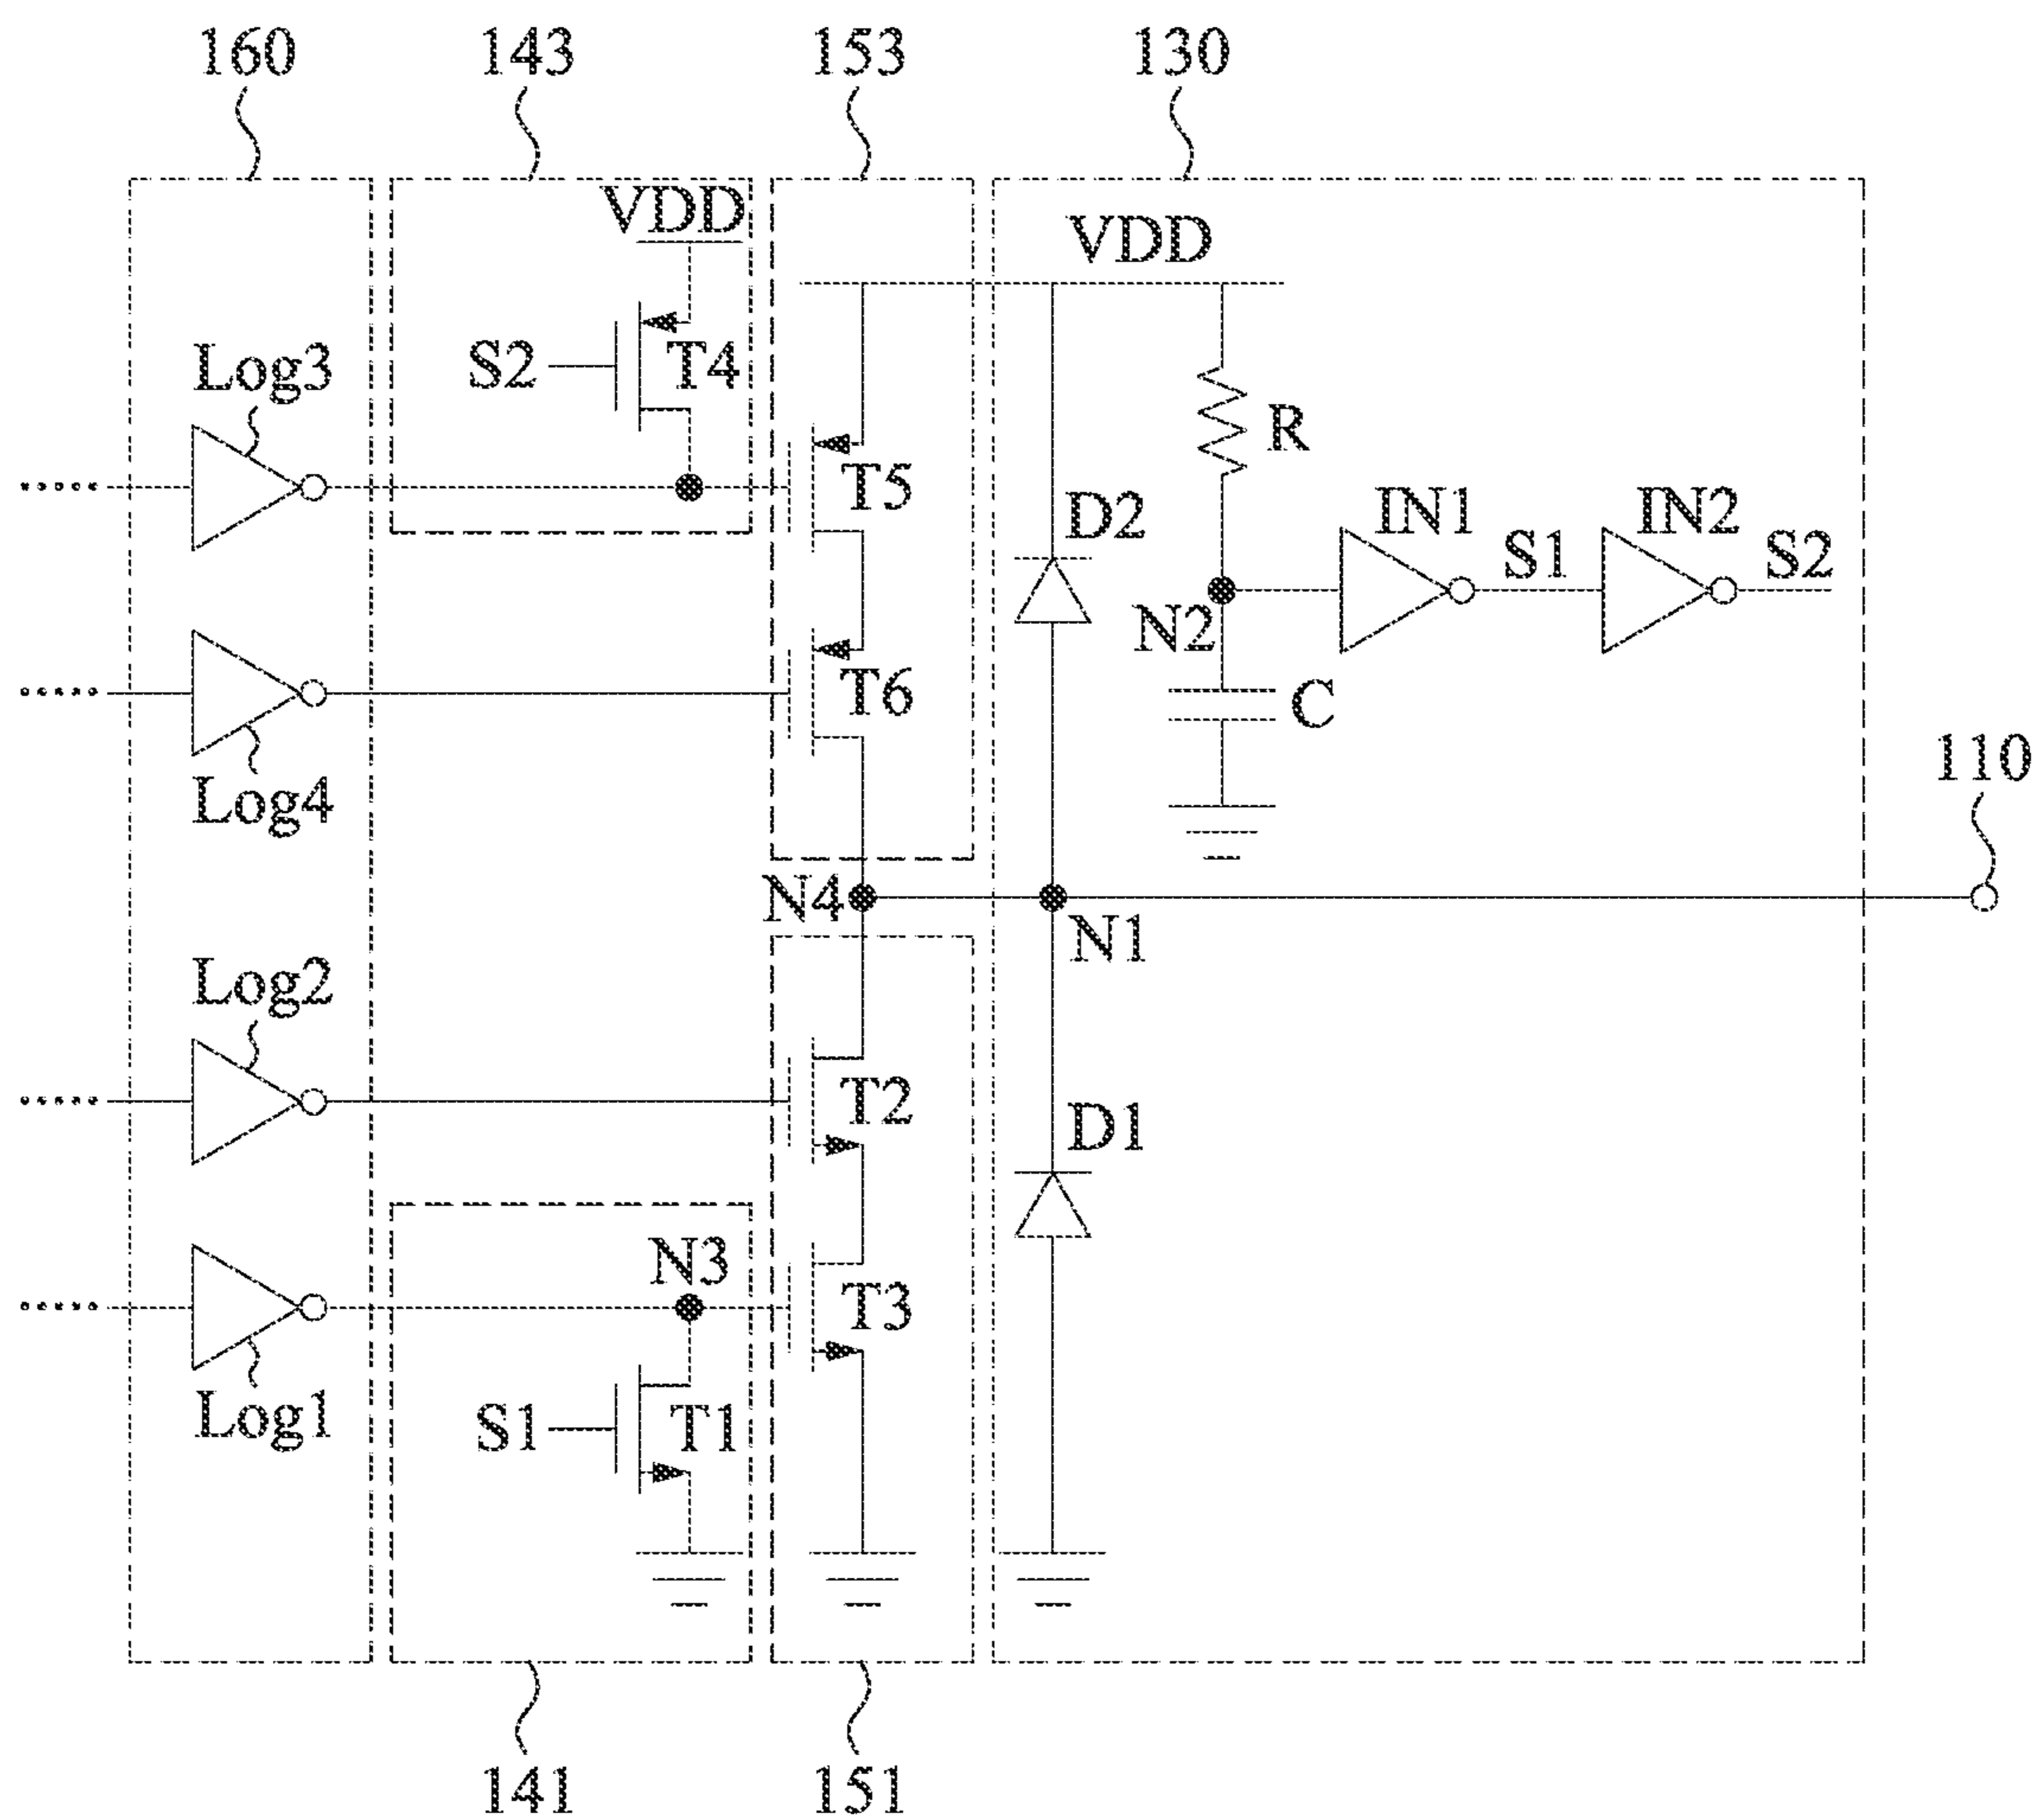 160
143
153
130
VDD
VDD
Log3
S2
T4
R
T5
D2
IN1
S1
IN2
S2
N2
T6
C
Log4
110
N4
N1
Log2
T2
D1
N3
T3
Log1
S1
T1
141
151